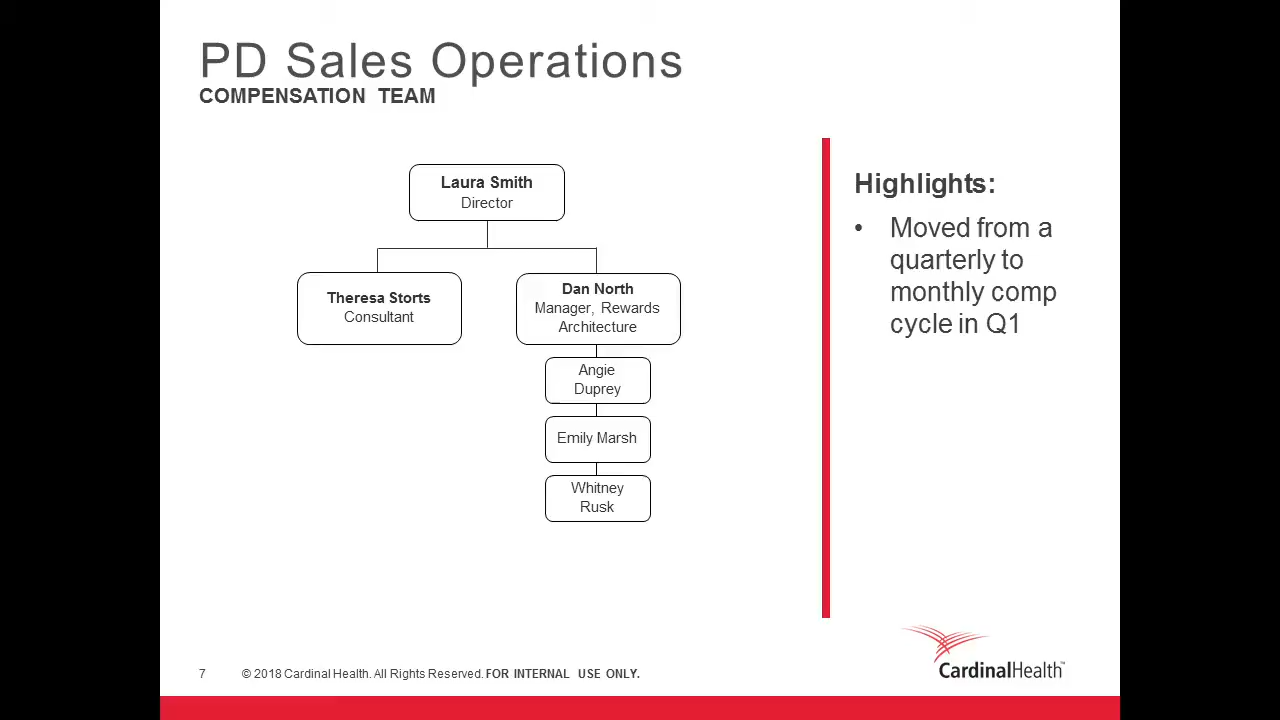 PD Sales Operations
COMPENSATION TEAM
Laura Smith
Director
Theresa Storts
Consultant
Dan North
Manager, Rewards
Architecture
Angie
Duprey
Emily Marsh
Whitney
Rusk
Highlights:
• Moved from a
quarterly to
monthly comp
cycle in Q1
7 © 2018 Cardinal Health. All Rights Reserved. FOR INTERNAL USE ONLY.
CardinalHealth™